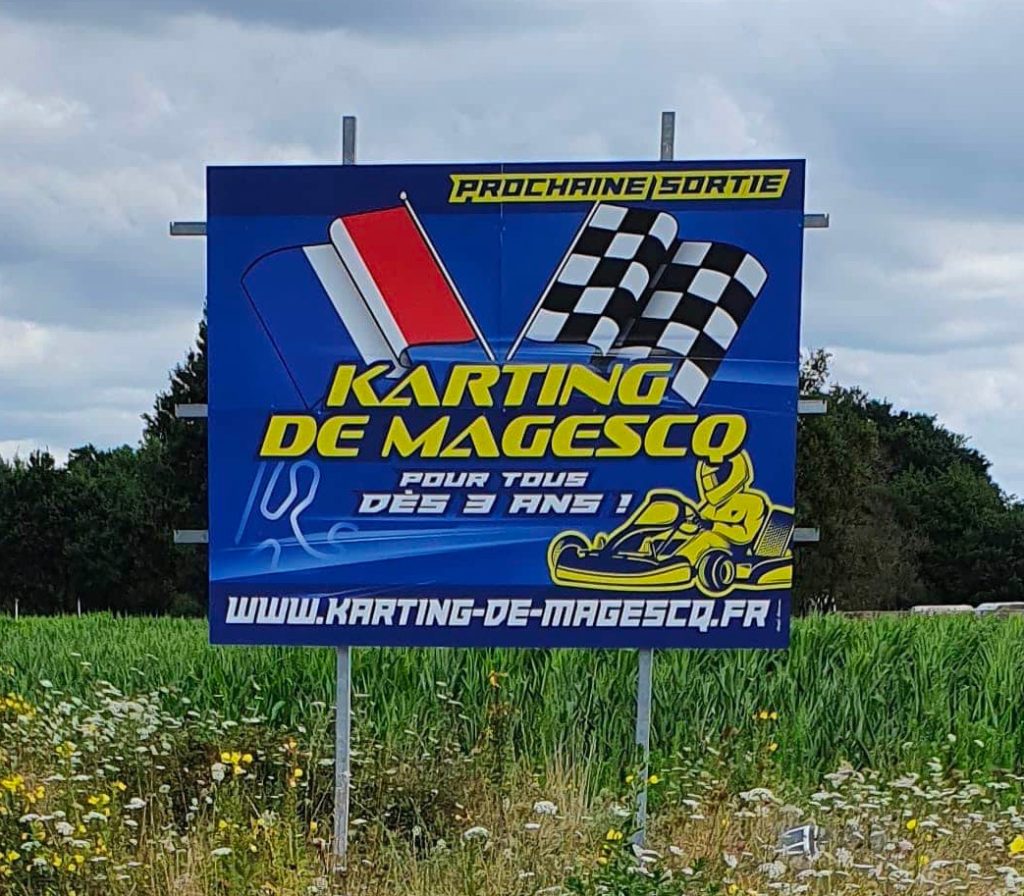 PROCHAINE SORTIE
KARTING
DE MAGESCQ
POUR TOUS
DÈS 3 ANS !
WWW.KARTING-DE-MAGESCQ.FR